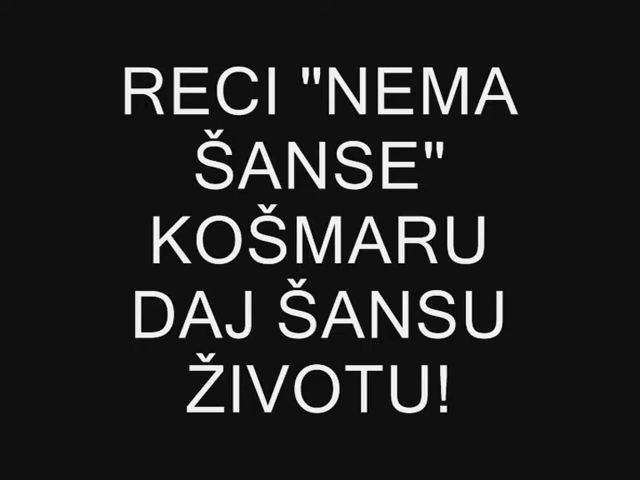 RECI "NEMA
ŠANSE"
KOŠMARU
DAJ ŠANSU
ŽIVOTU!